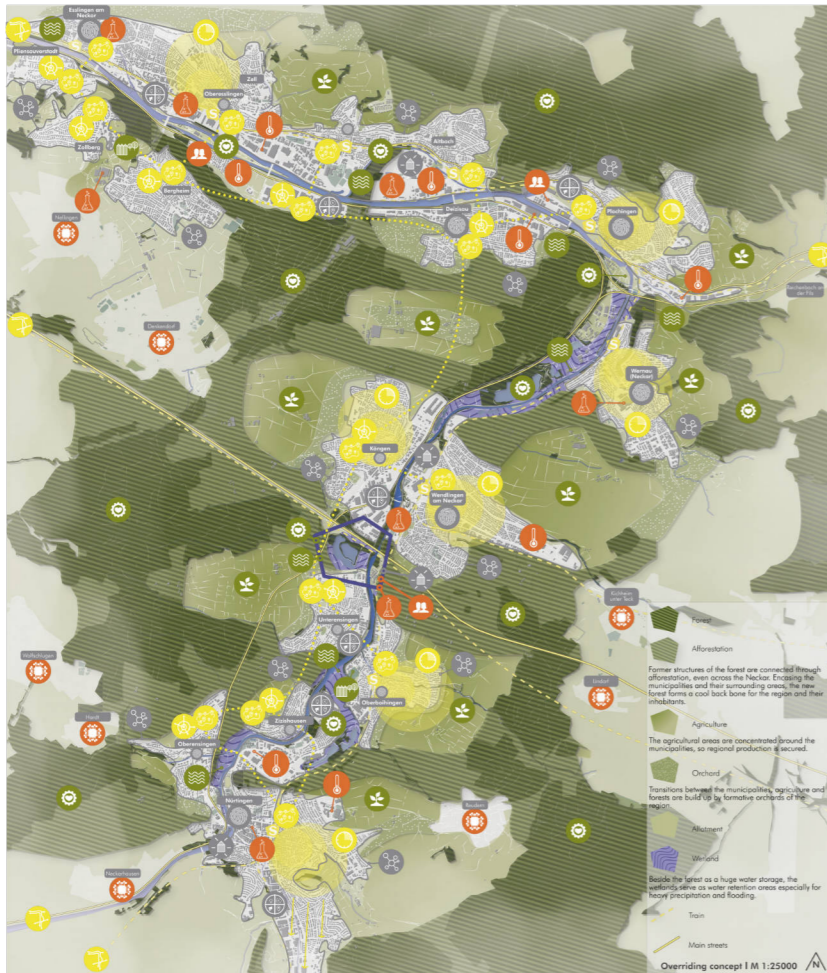 Esslingen am
Neckar
Pliensauvorstadt
Zell
Oberesslingen
Altbach
Zollberg
Bergheim
Nellingen
Deizisau
Plochingen
Reichenbach an
der Fils
Denkendorf
Wernau
(Neckar)
Köngen
Wendlingen
am Neckar
Unterensingen
Kirchheim
unter Teck
Wolfschlugen
Lindorf
Oberboihingen
Hardt
Zizishausen
Oberensingen
Nürtingen
Reudern
Neckarhausen
S
S
S
S
S
S
S
S
S
S
Forest
Afforestation
Former structures of the forest are connected through
afforestation, even across the Neckar. Encasing the
municipalities and their surrounding areas, the new
forest forms a cool back bone for the region and their
inhabitants.
Agriculture
The agricultural areas are concentrated around the
municipalities, so regional production is secured.
Orchard
Transitions between the municipalities, agriculture and
forests are build up by formative orchards of the
region.
Allotment
Wetland
Beside the forest as a huge water storage, the
wetlands serve as water retention areas especially for
heavy precipitation and flooding.
Train
Main streets
Overriding concept I M 1:25000
N